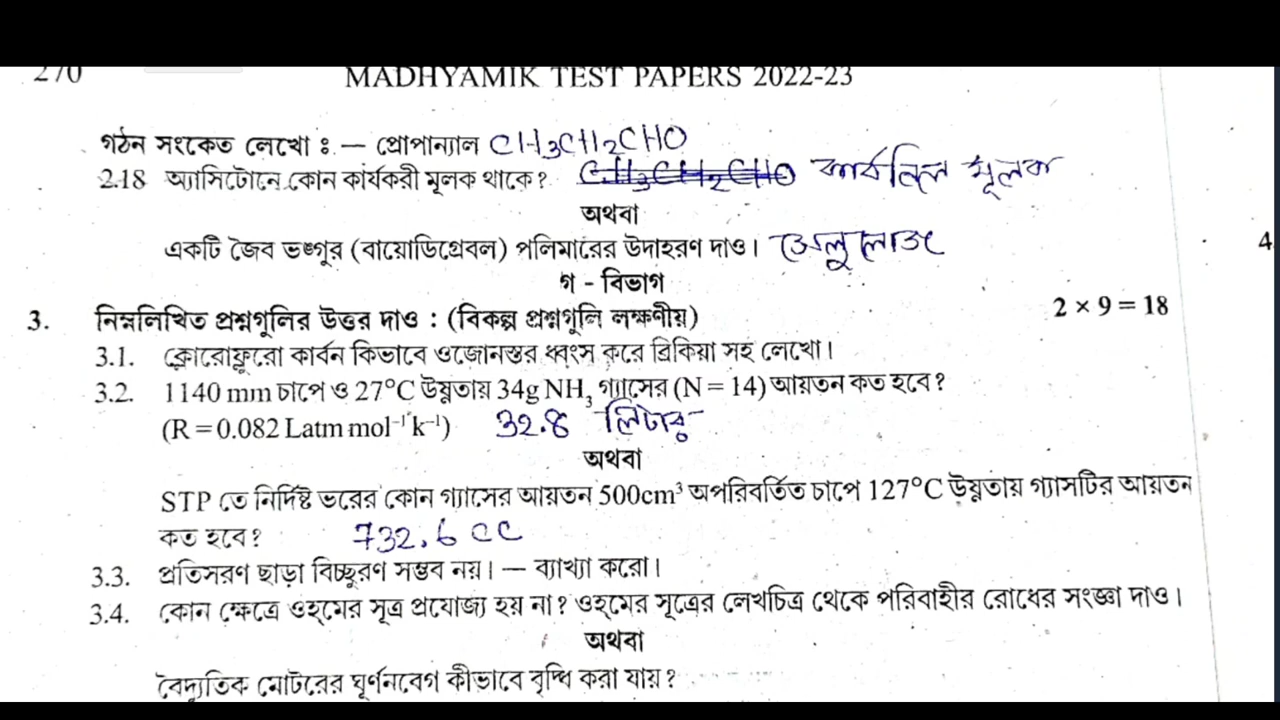 270 MADHYAMIK TEST PAPERS 2022-23
গঠন সংকেত লেখো ঃ — প্রোপান্যাল CH3CH2CHO
2.18 অ্যাসিটোনে কোন কার্যকরী মূলক থাকে? CH3CH2CHO কার্বনিল মূলক
অথবা
একটি জৈব ভঙ্গুর (বায়োডিগ্রেবল) পলিমারের উদাহরণ দাও। সেলুলোজ 4
গ - বিভাগ
3. নিম্নলিখিত প্রশ্নগুলির উত্তর দাও : (বিকল্প প্রশ্নগুলি লক্ষণীয়) 2 × 9 = 18
3.1. ক্লোরোফ্লুরো কার্বন কিভাবে ওজোনস্তর ধ্বংস করে ব্রিকিয়া সহ লেখো।
3.2. 1140 mm চাপে ও 27°C উষ্ণতায় 34g NH₃ গ্যাসের (N = 14) আয়তন কত হবে?
(R = 0.082 Latm mol⁻¹ k⁻¹) 32.8 লিটার
অথবা
STP তে নির্দিষ্ট ভরের কোন গ্যাসের আয়তন 500cm³ অপরিবর্তিত চাপে 127°C উষ্ণতায় গ্যাসটির আয়তন
কত হবে? 732.6 CC
3.3. প্রতিসরণ ছাড়া বিচ্ছুরণ সম্ভব নয়। — ব্যাখ্যা করো।
3.4. কোন ক্ষেত্রে ওহমের সূত্র প্রযোজ্য হয় না? ওহমের সূত্রের লেখচিত্র থেকে পরিবাহীর রোধের সংজ্ঞা দাও।
অথবা
বৈদ্যুতিক মোটরের ঘূর্ণনবেগ কীভাবে বৃদ্ধি করা যায়?